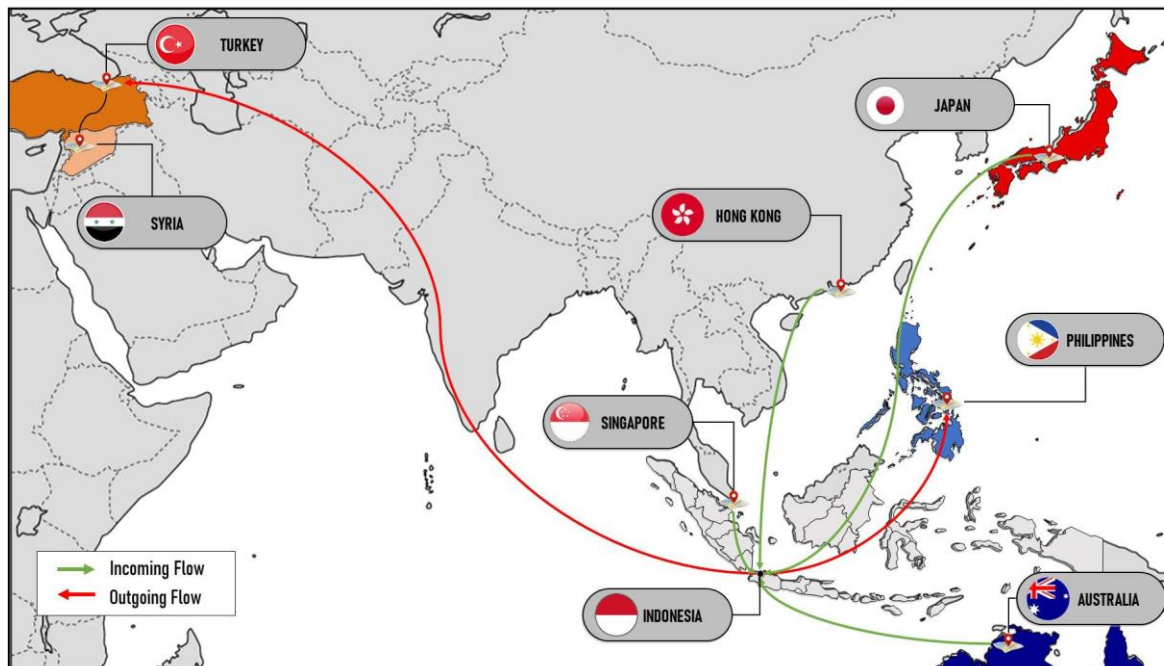 TURKEY
JAPAN
SYRIA
HONG KONG
PHILIPPINES
SINGAPORE
Incoming Flow
Outgoing Flow
INDONESIA
AUSTRALIA